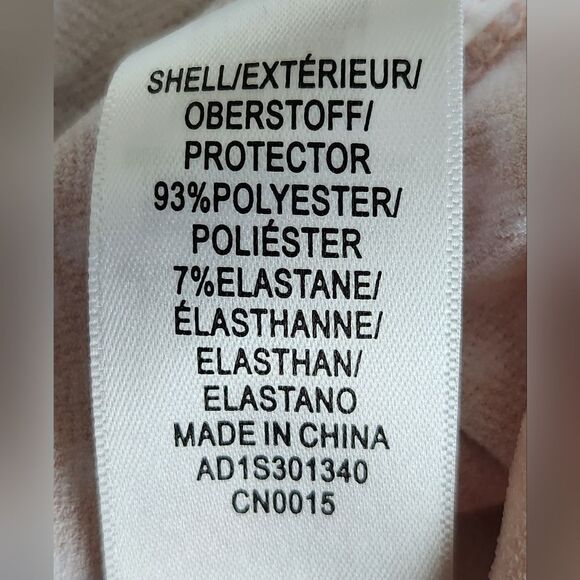 SHELL/EXTÉRIEUR/
OBERSTOFF/
PROTECTOR
93%POLYESTER/
POLIÉSTER
7%ELASTANE/
ÉLASTHANNE/
ELASTHAN/
ELASTANO
MADE IN CHINA
AD1S301340
CN0015